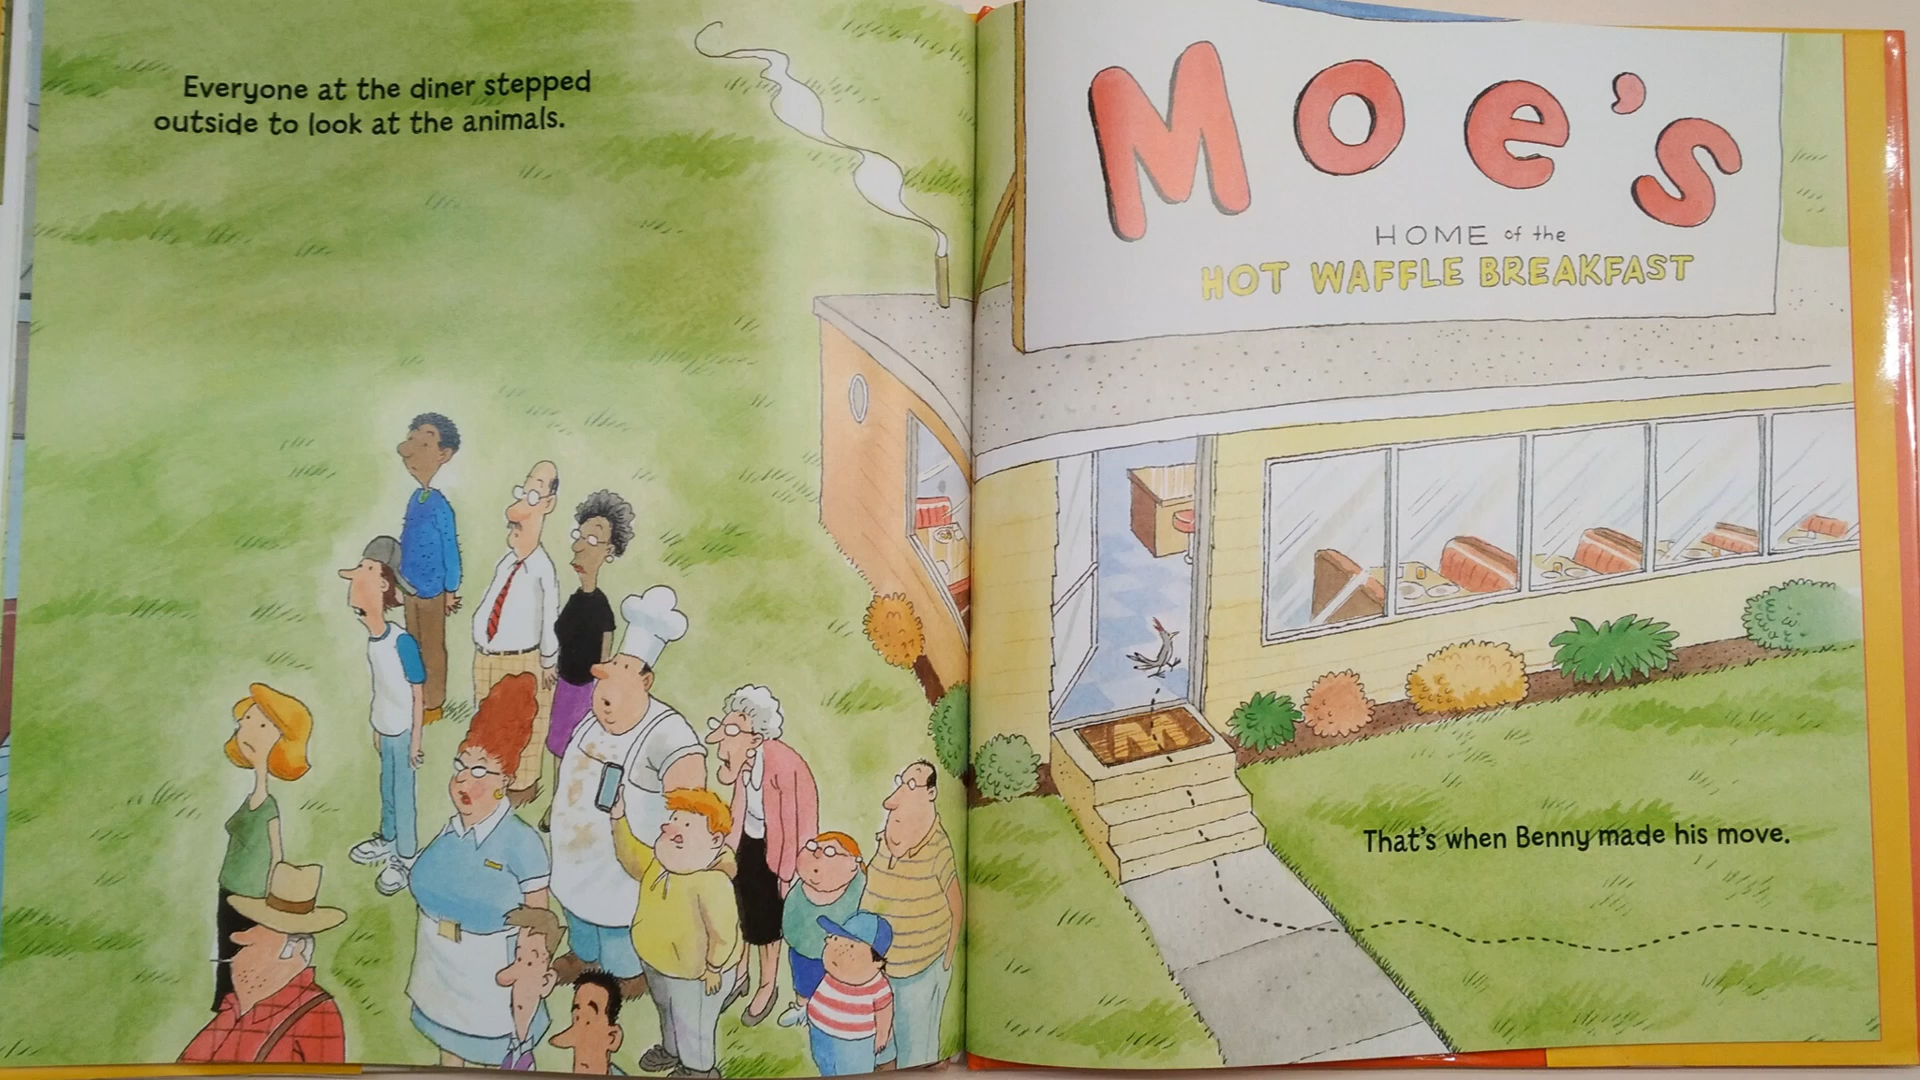 Everyone at the diner stepped
outside to look at the animals.
Moe's
HOME of the
HOT WAFFLE BREAKFAST
M
That's when Benny made his move.